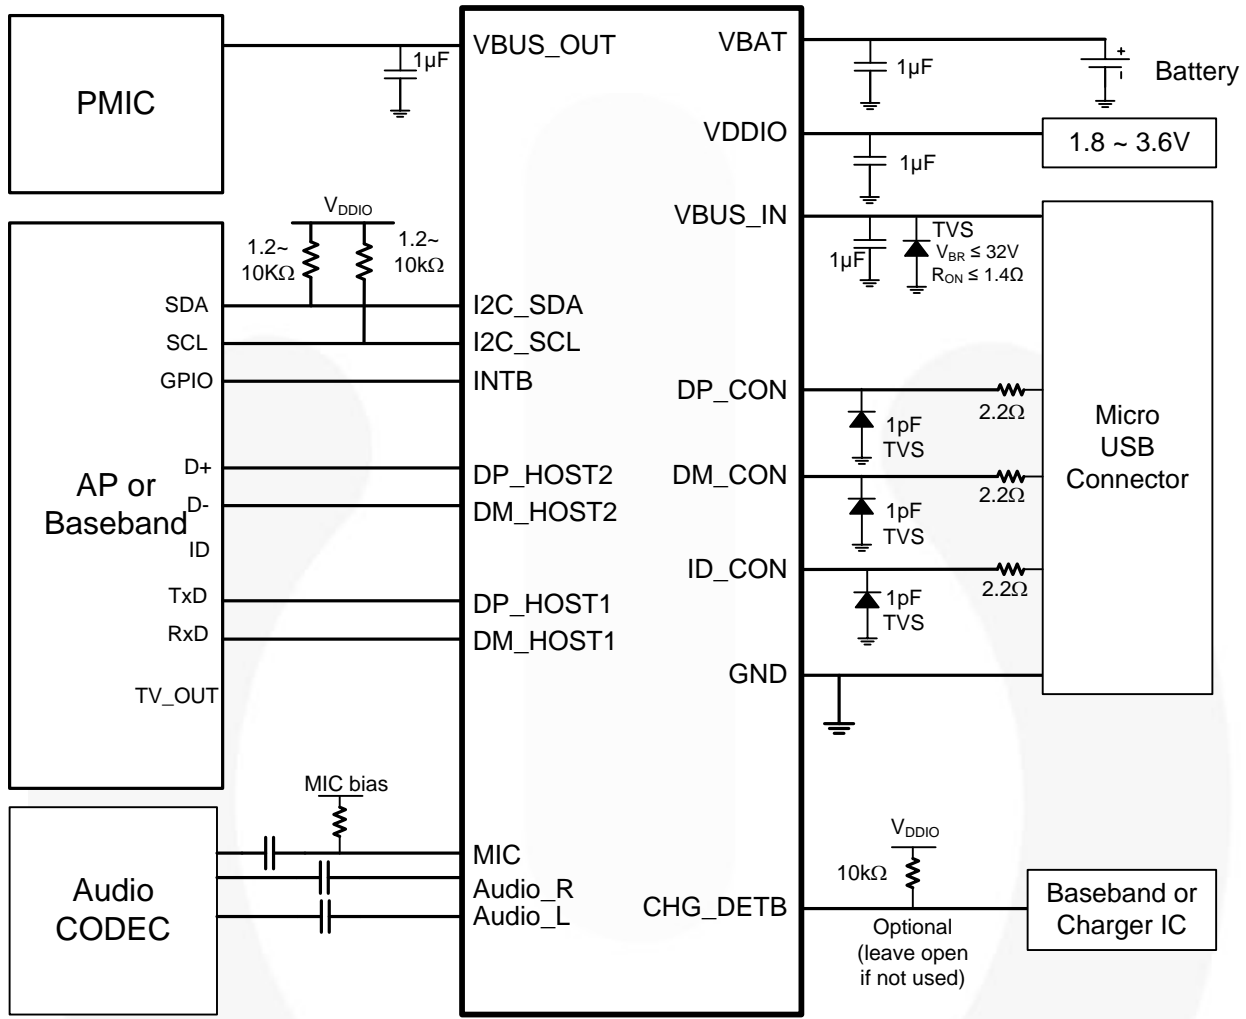 PMIC
1µF
VBUS_OUT
VBAT
1µF
+
-
Battery
VDDIO
1µF
1.8 ~ 3.6V
VBUS_IN
1µF
TVS
VBR ≤ 32V
RON ≤ 1.4Ω
VDDIO
1.2~
10KΩ
1.2~
10kΩ
AP or
Baseband
SDA
SCL
GPIO
D+
D-
ID
TxD
RxD
TV_OUT
I2C_SDA
I2C_SCL
INTB
DP_HOST2
DM_HOST2
DP_HOST1
DM_HOST1
DP_CON
1pF
TVS
2.2Ω
DM_CON
1pF
TVS
2.2Ω
ID_CON
1pF
TVS
2.2Ω
GND
Micro
USB
Connector
Audio
CODEC
MIC bias
MIC
Audio_R
Audio_L
CHG_DETB
VDDIO
10kΩ
Optional
(leave open
if not used)
Baseband or
Charger IC